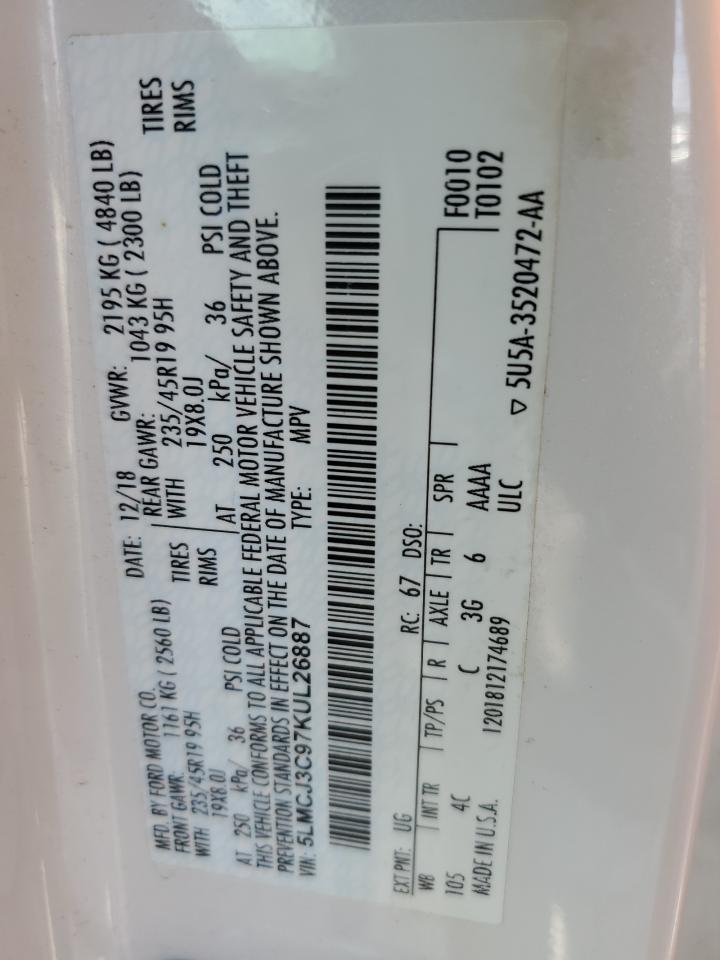 MFD. BY FORD MOTOR CO. DATE: 12/18 GVWR: 2195 KG ( 4840 LB)
FRONT GAWR: 1161 KG ( 2560 LB) REAR GAWR: 1043 KG ( 2300 LB)
WITH 235/45R19 95H TIRES WITH 235/45R19 95H TIRES
19X8.0J RIMS 19X8.0J RIMS
AT 250 kPa/ 36 PSI COLD AT 250 kPa/ 36 PSI COLD
THIS VEHICLE CONFORMS TO ALL APPLICABLE FEDERAL MOTOR VEHICLE SAFETY AND THEFT
PREVENTION STANDARDS IN EFFECT ON THE DATE OF MANUFACTURE SHOWN ABOVE.
VIN: 5LMCJ3C97KUL26887 TYPE: MPV
EXT PNT: UG RC: 67 DSO: F0010
T0102
WB INT TR TP/PS R AXLE TR SPR
105 4C C 3G 6 AAAA
MADE IN U.S.A. 1201812174689 ULC
▽ 5U5A-3520472-AA